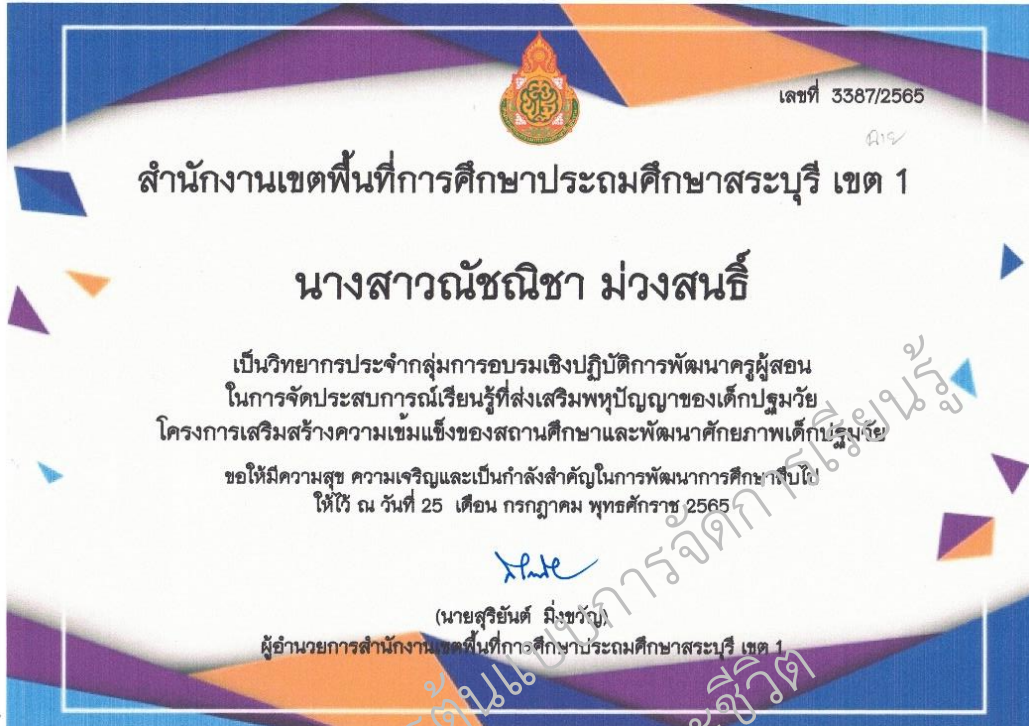 เลขที่ 3387/2565
สำนักงานเขตพื้นที่การศึกษาประถมศึกษาสระบุรี เขต 1
นางสาวณัชณิชา ม่วงสนธิ์
เป็นวิทยากรประจำกลุ่มการอบรมเชิงปฏิบัติการพัฒนาครูผู้สอน
ในการจัดประสบการณ์เรียนรู้ที่ส่งเสริมพหุปัญญาของเด็กปฐมวัย
โครงการเสริมสร้างความเข้มแข็งของสถานศึกษาและพัฒนาศักยภาพเด็กปฐมวัย
ขอให้มีความสุข ความเจริญและเป็นกำลังสำคัญในการพัฒนาการศึกษาสืบไป
ให้ไว้ ณ วันที่ 25 เดือน กรกฎาคม พุทธศักราช 2565
(นายสุริยันต์ มิ่งขวัญ)
ผู้อำนวยการสำนักงานเขตพื้นที่การศึกษาประถมศึกษาสระบุรี เขต 1
ต้นแบบการจัดการเรียนรู้